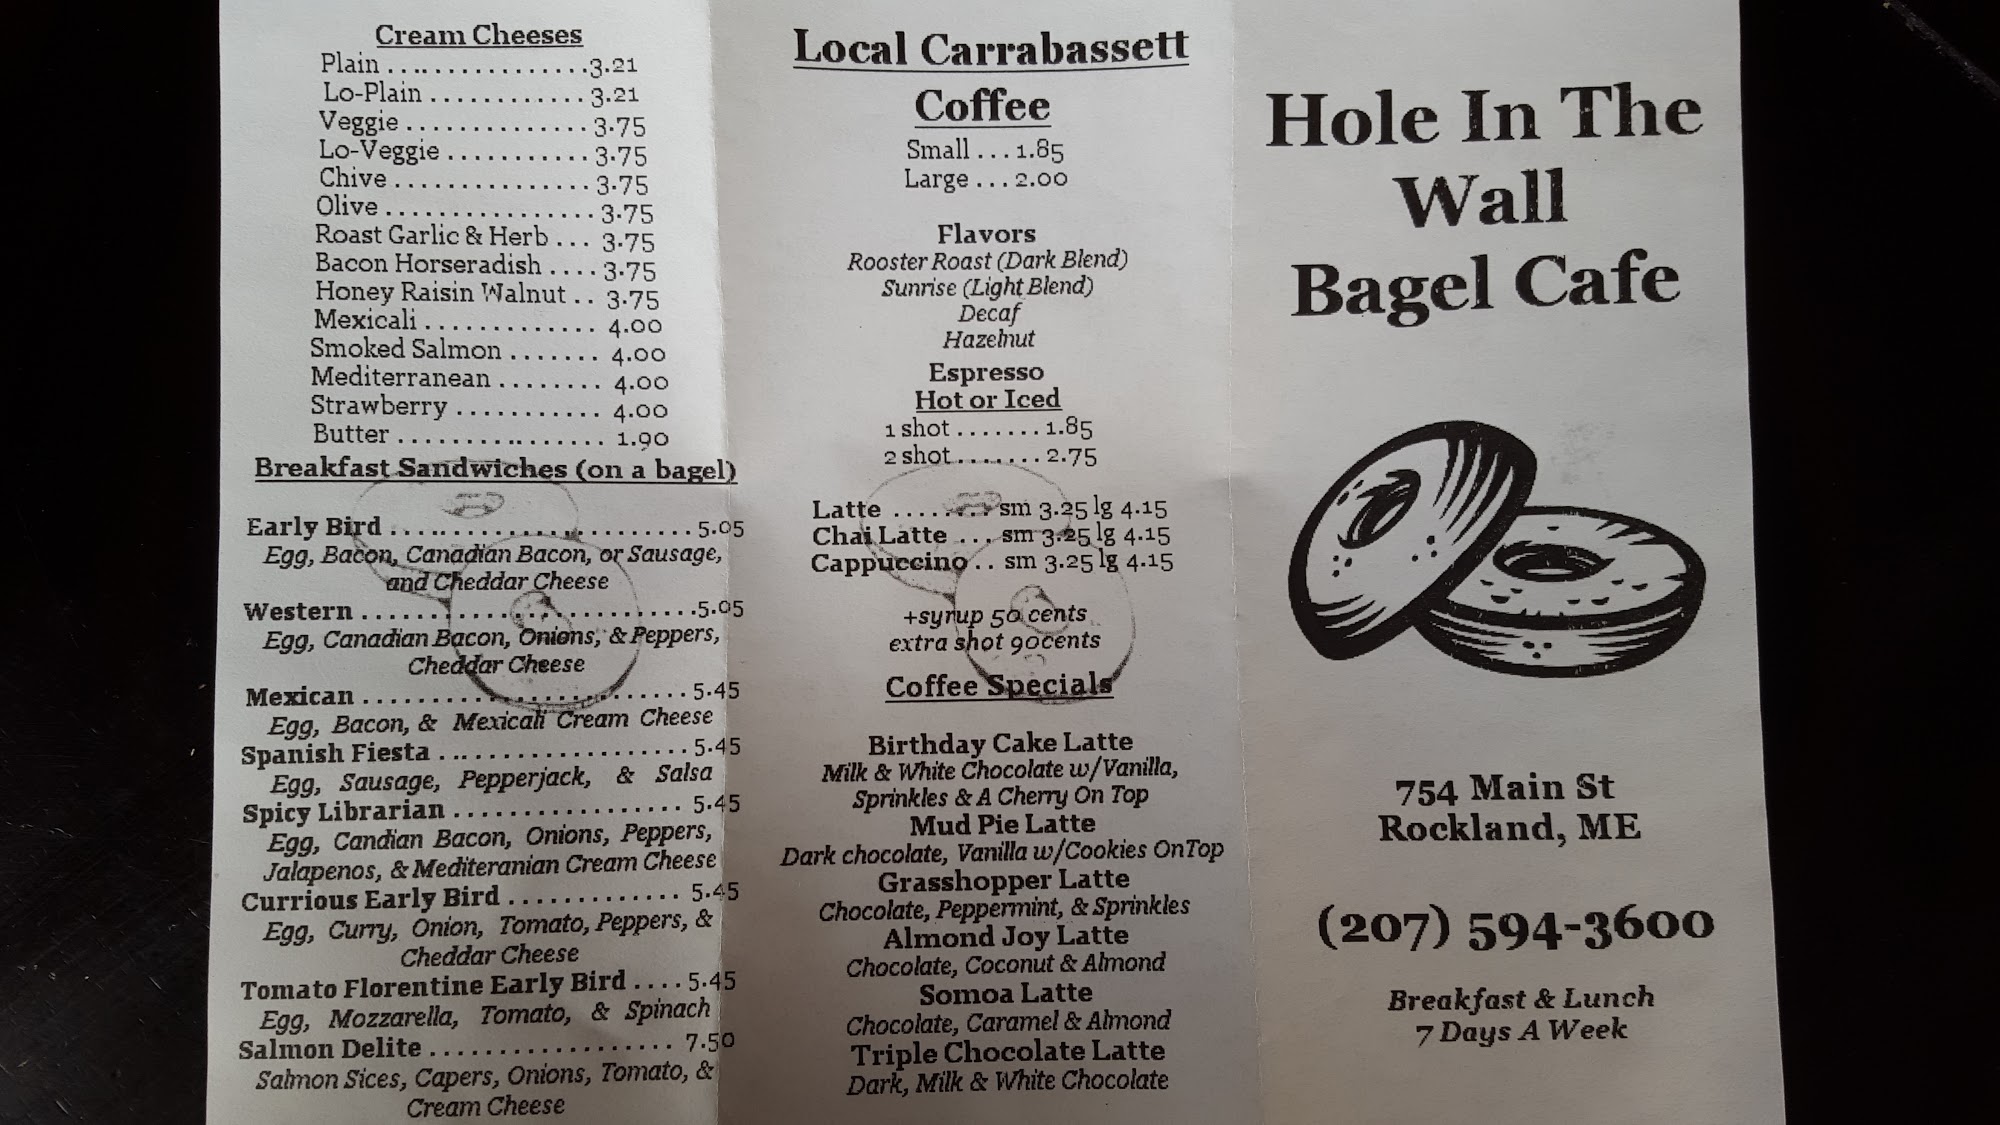 Cream Cheeses
Plain ..................3.21
Lo-Plain ............3.21
Veggie ..............3.75
Lo-Veggie ...........3.75
Chive ...............3.75
Olive ................3.75
Roast Garlic & Herb ... 3.75
Bacon Horseradish ....3.75
Honey Raisin Walnut .. 3.75
Mexicali ............. 4.00
Smoked Salmon ....... 4.00
Mediterranean ........ 4.00
Strawberry ........... 4.00
Butter ................ 1.90
Breakfast Sandwiches (on a bagel)
Early Bird ...........................5.05
Egg, Bacon, Canadian Bacon, or Sausage,
and Cheddar Cheese
Western ............................5.05
Egg, Canadian Bacon, Onions, & Peppers,
Cheddar Cheese
Mexican ........................... 5.45
Egg, Bacon, & Mexicali Cream Cheese
Spanish Fiesta .....................5.45
Egg, Sausage, Pepperjack, & Salsa
Spicy Librarian ................... 5.45
Egg, Candian Bacon, Onions, Peppers,
Jalapenos, & Mediteranian Cream Cheese
Currious Early Bird ............. 5.45
Egg, Curry, Onion, Tomato, Peppers, &
Cheddar Cheese
Tomato Florentine Early Bird ....5.45
Egg, Mozzarella, Tomato, & Spinach
Salmon Delite .................... 7.50
Salmon Sices, Capers, Onions, Tomato, &
Cream Cheese
Local Carrabassett
Coffee
Small ...1.85
Large ...2.00
Flavors
Rooster Roast (Dark Blend)
Sunrise (Light Blend)
Decaf
Hazelnut
Espresso
Hot or Iced
1 shot .......1.85
2 shot .......2.75
Latte ........ sm 3.25 lg 4.15
Chai Latte ... sm 3.25 lg 4.15
Cappuccino .. sm 3.25 lg 4.15
+syrup 50 cents
extra shot 90cents
Coffee Specials
Birthday Cake Latte
Milk & White Chocolate w/Vanilla,
Sprinkles & A Cherry On Top
Mud Pie Latte
Dark chocolate, Vanilla w/Cookies OnTop
Grasshopper Latte
Chocolate, Peppermint, & Sprinkles
Almond Joy Latte
Chocolate, Coconut & Almond
Somoa Latte
Chocolate, Caramel & Almond
Triple Chocolate Latte
Dark, Milk & White Chocolate
Hole In The
Wall
Bagel Cafe
754 Main St
Rockland, ME
(207) 594-3600
Breakfast & Lunch
7 Days A Week